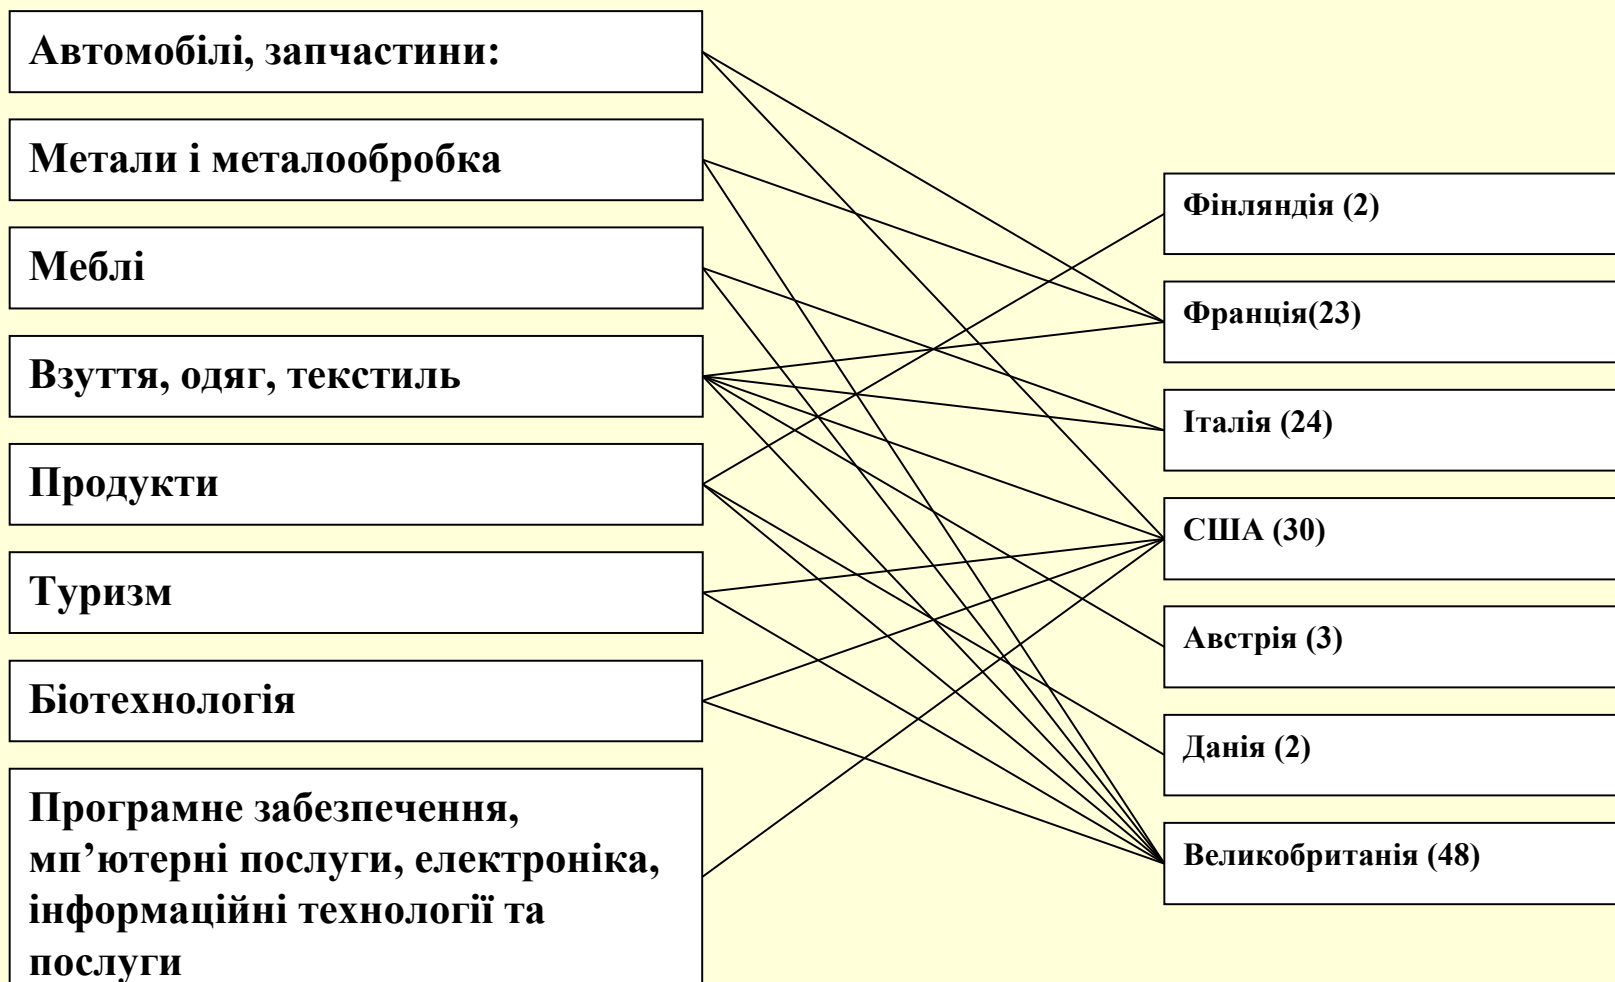 Автомобілі, запчастини:
Метали і металообробка
Меблі
Взуття, одяг, текстиль
Продукти
Туризм
Біотехнологія
Програмне забезпечення,
мп’ютерні послуги, електроніка,
інформаційні технології та
послуги
Фінляндія (2)
Франція(23)
Італія (24)
США (30)
Австрія (3)
Данія (2)
Великобританія (48)